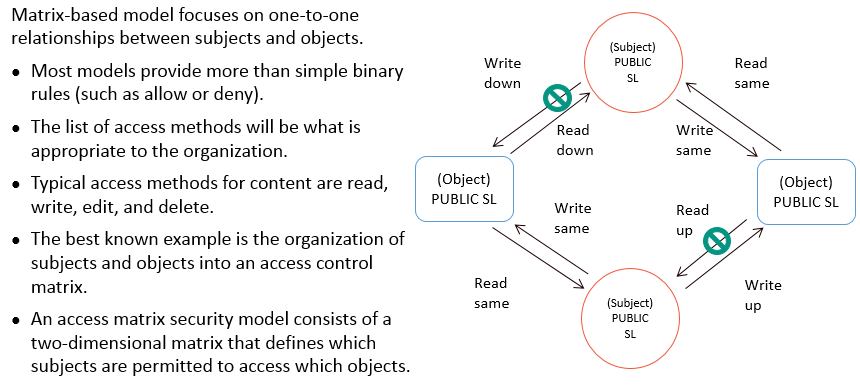 Matrix-based model focuses on one-to-one
relationships between subjects and objects.
• Most models provide more than simple binary
rules (such as allow or deny).
• The list of access methods will be what is
appropriate to the organization.
• Typical access methods for content are read,
write, edit, and delete.
• The best known example is the organization of
subjects and objects into an access control
matrix.
• An access matrix security model consists of a
two-dimensional matrix that defines which
subjects are permitted to access which objects.
(Subject)
PUBLIC
SL
Write
down
Read
down
Read
same
Write
same
(Object)
PUBLIC SL
(Object)
PUBLIC SL
Write
same
Read
same
Read
up
Write
up
(Subject)
PUBLIC
SL